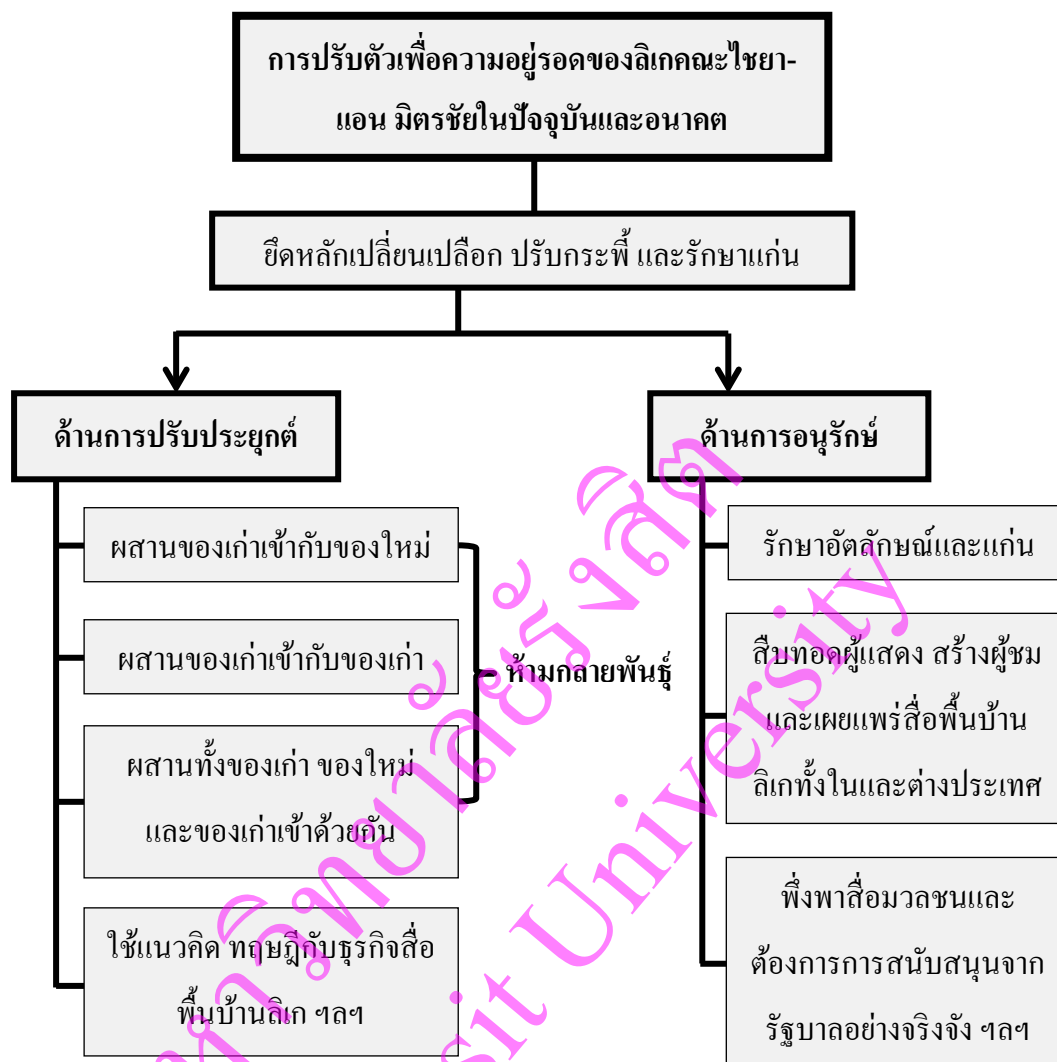 การปรับตัวเพื่อความอยู่รอดของลิเกคณะไชยา-
แอน มิตรชัยในปัจจุบันและอนาคต
ยึดหลักเปลี่ยนเปลือก ปรับกระพี้ และรักษาแก่น
ด้านการปรับประยุกต์
ผสานของเก่าเข้ากับของใหม่
ผสานของเก่าเข้ากับของเก่า
ผสานทั้งของเก่า ของใหม่
และของเก่าเข้าด้วยกัน
ห้ามกลายพันธุ์
ใช้แนวคิด ทฤษฎีกับธุรกิจสื่อ
พื้นบ้านลิเก ฯลฯ
ด้านการอนุรักษ์
รักษาอัตลักษณ์และแก่น
สืบทอดผู้แสดง สร้างผู้ชม
และเผยแพร่สื่อพื้นบ้าน
ลิเกทั้งในและต่างประเทศ
พึ่งพาสื่อมวลชนและ
ต้องการการสนับสนุนจาก
รัฐบาลอย่างจริงจัง ฯลฯ
วิทยาลัยรังสิต
sit University